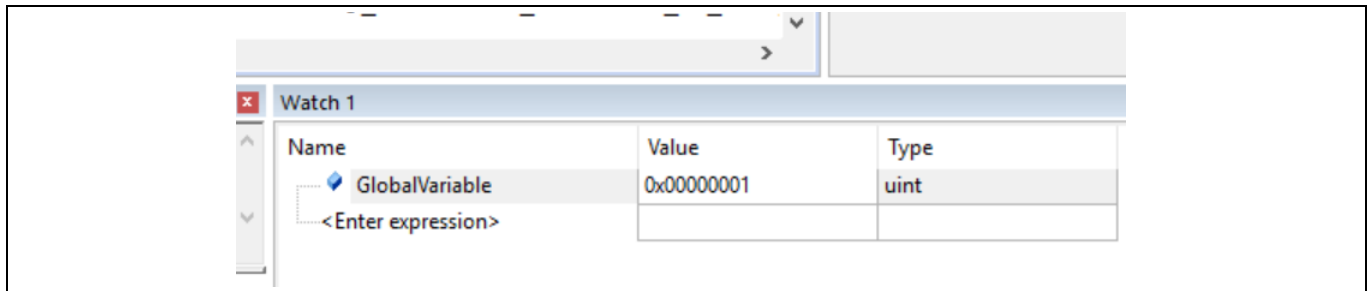 Watch 1
Name Value Type
GlobalVariable 0x00000001 uint
<Enter expression>